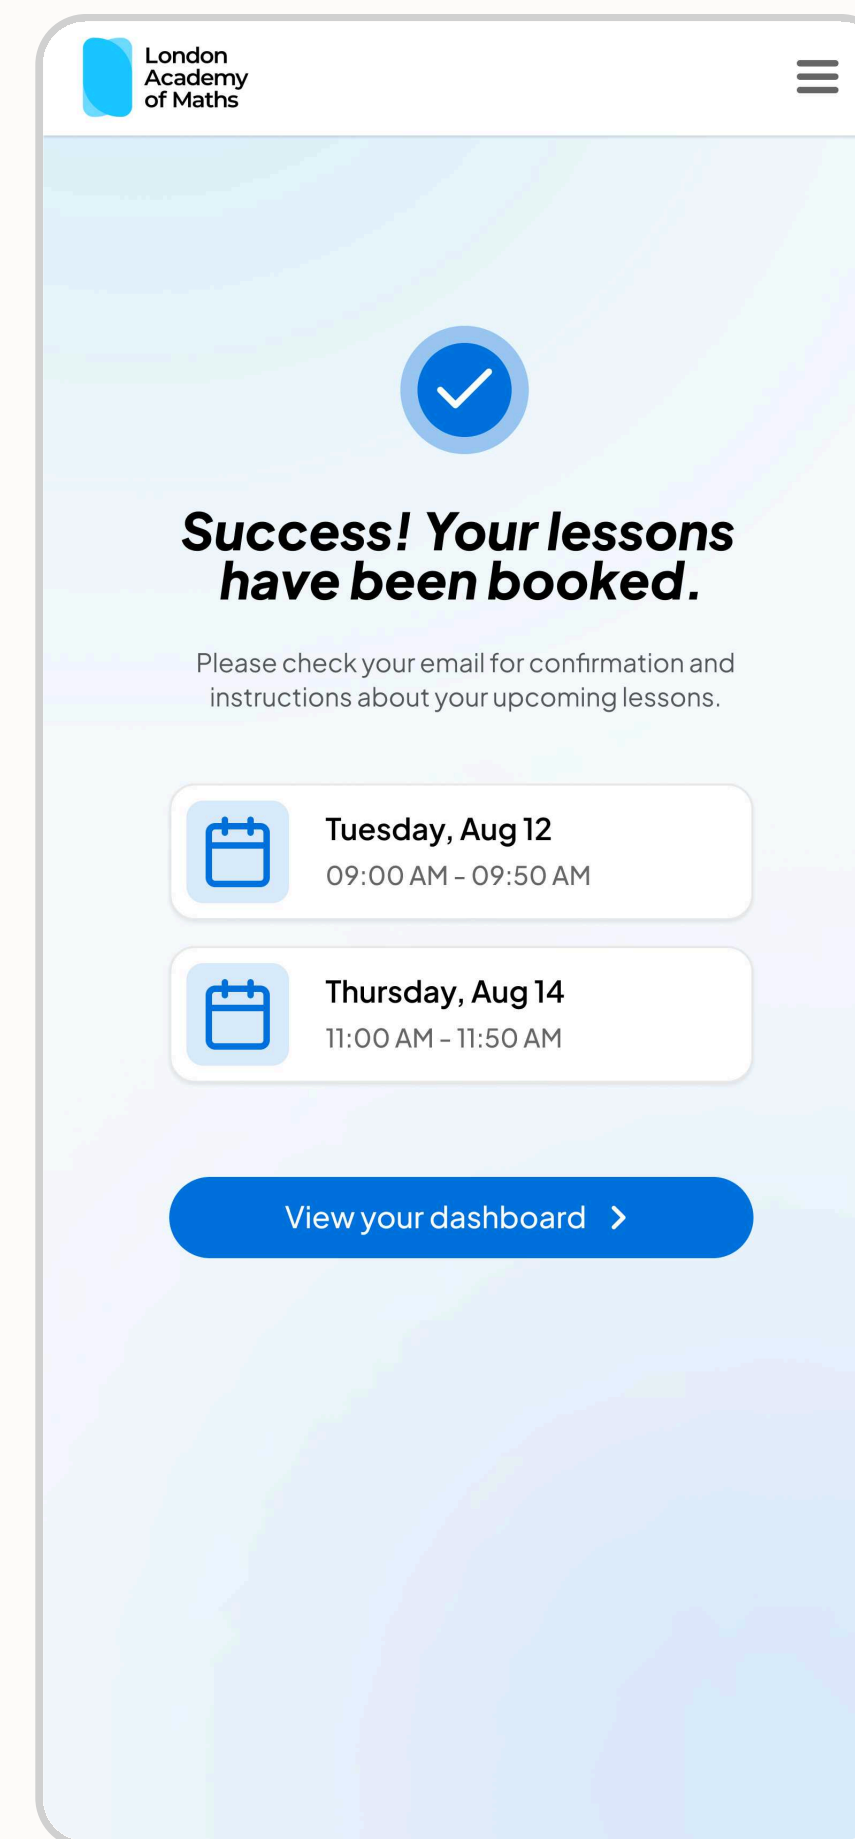 London
Academy
of Maths
Success! Your lessons
have been booked.
Please check your email for confirmation and
instructions about your upcoming lessons.
Tuesday, Aug 12
09:00 AM - 09:50 AM
Thursday, Aug 14
11:00 AM - 11:50 AM
View your dashboard